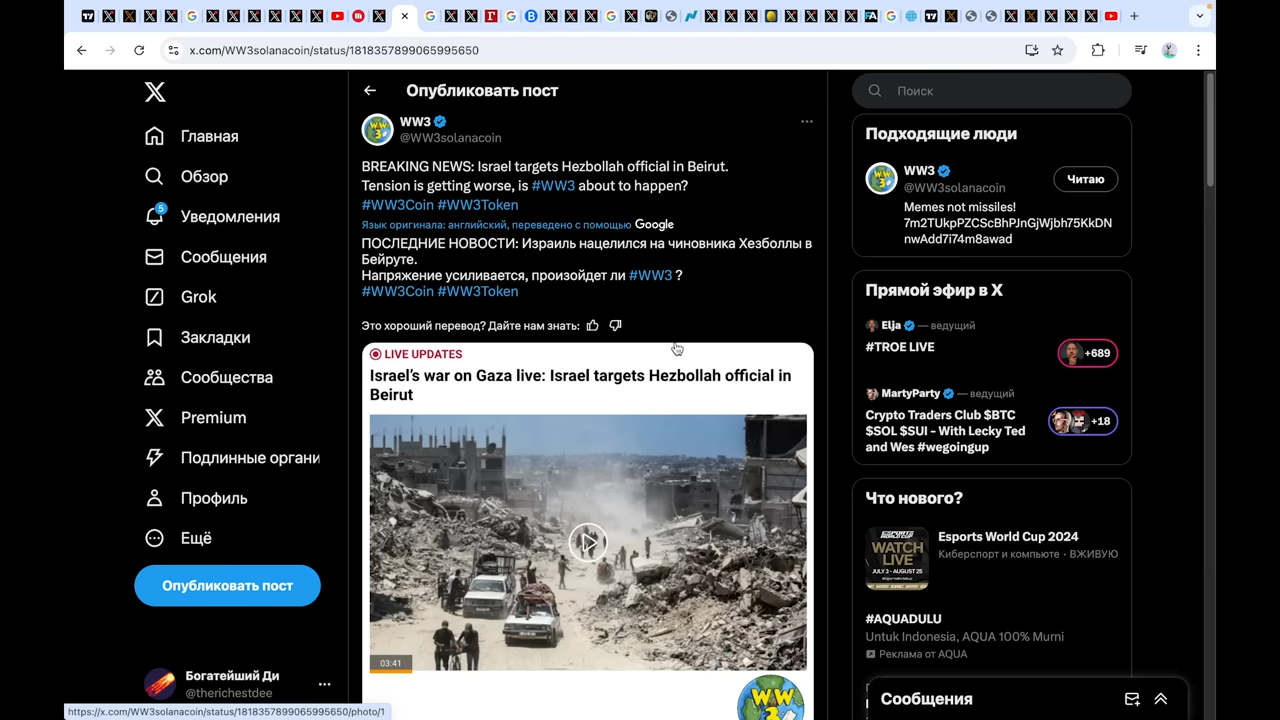 x.com/WW3solanacoin/status/1818357899065995650
Главная
Обзор
5
Уведомления
Сообщения
Grok
Закладки
Сообщества
Premium
Подлинные органи
Профиль
Ещё
Опубликовать пост
Богатейший Ди
@therichestdee
https://x.com/WW3solanacoin/status/1818357899065995650/photo/1
Опубликовать пост
WW3
@WW3solanacoin
BREAKING NEWS: Israel targets Hezbollah official in Beirut.
Tension is getting worse, is #WW3 about to happen?
#WW3Coin #WW3Token
Язык оригинала: английский, переведено с помощью Google
ПОСЛЕДНИЕ НОВОСТИ: Израиль нацелился на чиновника Хезболлы в
Бейруте.
Напряжение усиливается, произойдет ли #WW3 ?
#WW3Coin #WW3Token
Это хороший перевод? Дайте нам знать:
LIVE UPDATES
Israel's war on Gaza live: Israel targets Hezbollah official in
Beirut
03:41
WW3
Поиск
Подходящие люди
WW3
@WW3solanacoin
Читаю
Memes not missiles!
7m2TUkpPZCScBhPJnGjWjbh75KkDN
nwAdd7i74m8awad
Прямой эфир в X
Elja — ведущий
#TROE LIVE
+689
MartyParty — ведущий
Crypto Traders Club $BTC
$SOL $SUI - With Lecky Ted
and Wes #wegoingup
+18
Что нового?
WATCH
LIVE
JULY 3 - AUGUST 25
Esports World Cup 2024
Киберспорт и компьюте · ВЖИВУЮ
#AQUADULU
Untuk Indonesia, AQUA 100% Murni
Реклама от AQUA
Сообщения